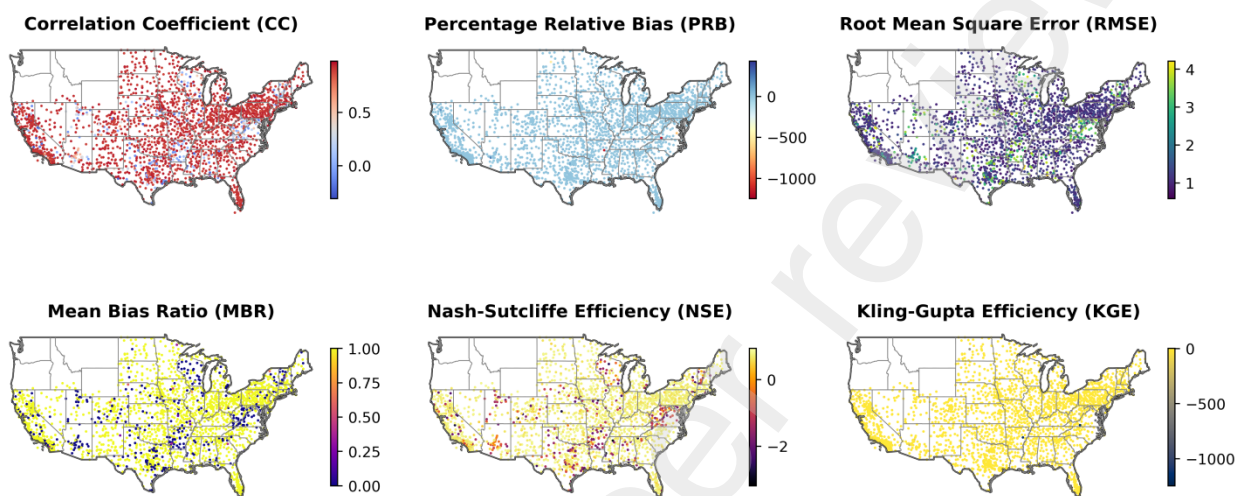 Correlation Coefficient (CC)
0.5
0.0
Percentage Relative Bias (PRB)
0
−500
−1000
Root Mean Square Error (RMSE)
4
3
2
1
Mean Bias Ratio (MBR)
1.00
0.75
0.50
0.25
0.00
Nash-Sutcliffe Efficiency (NSE)
0
−2
Kling-Gupta Efficiency (KGE)
0
−500
−1000
er review